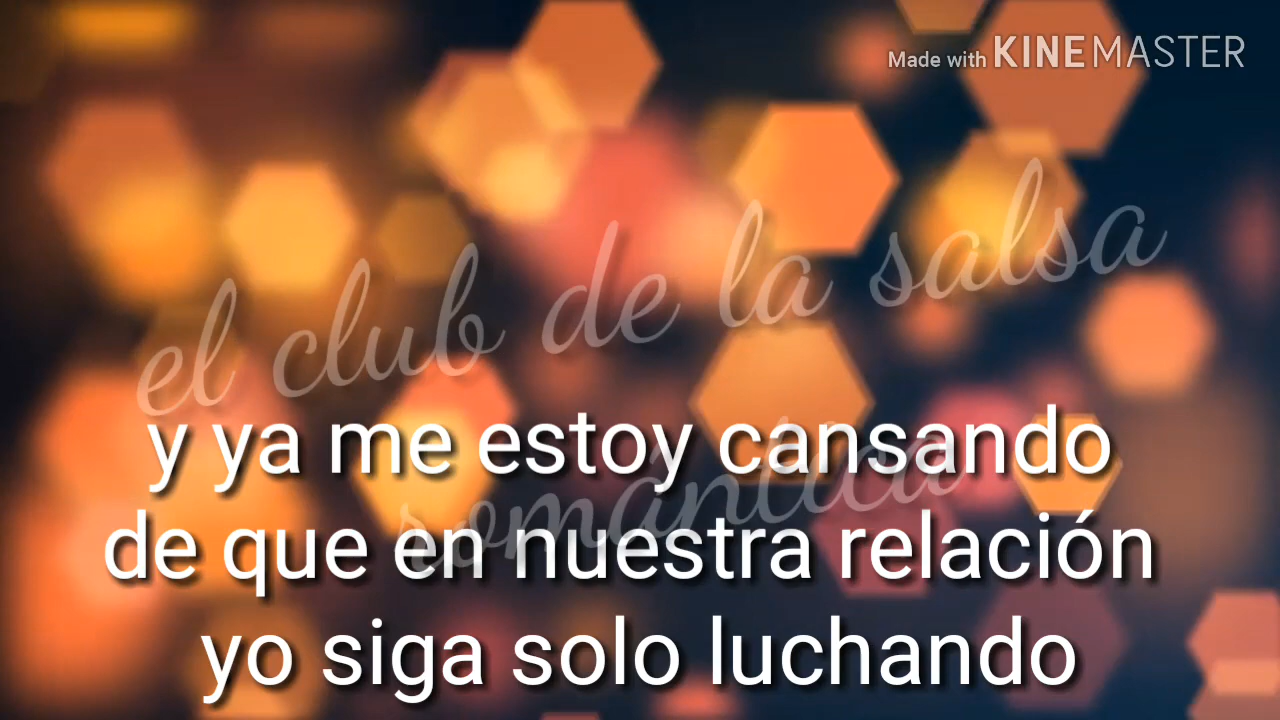 Made with KINEMASTER
el club de la salsa
romántica
y ya me estoy cansando
de que en nuestra relación
yo siga solo luchando